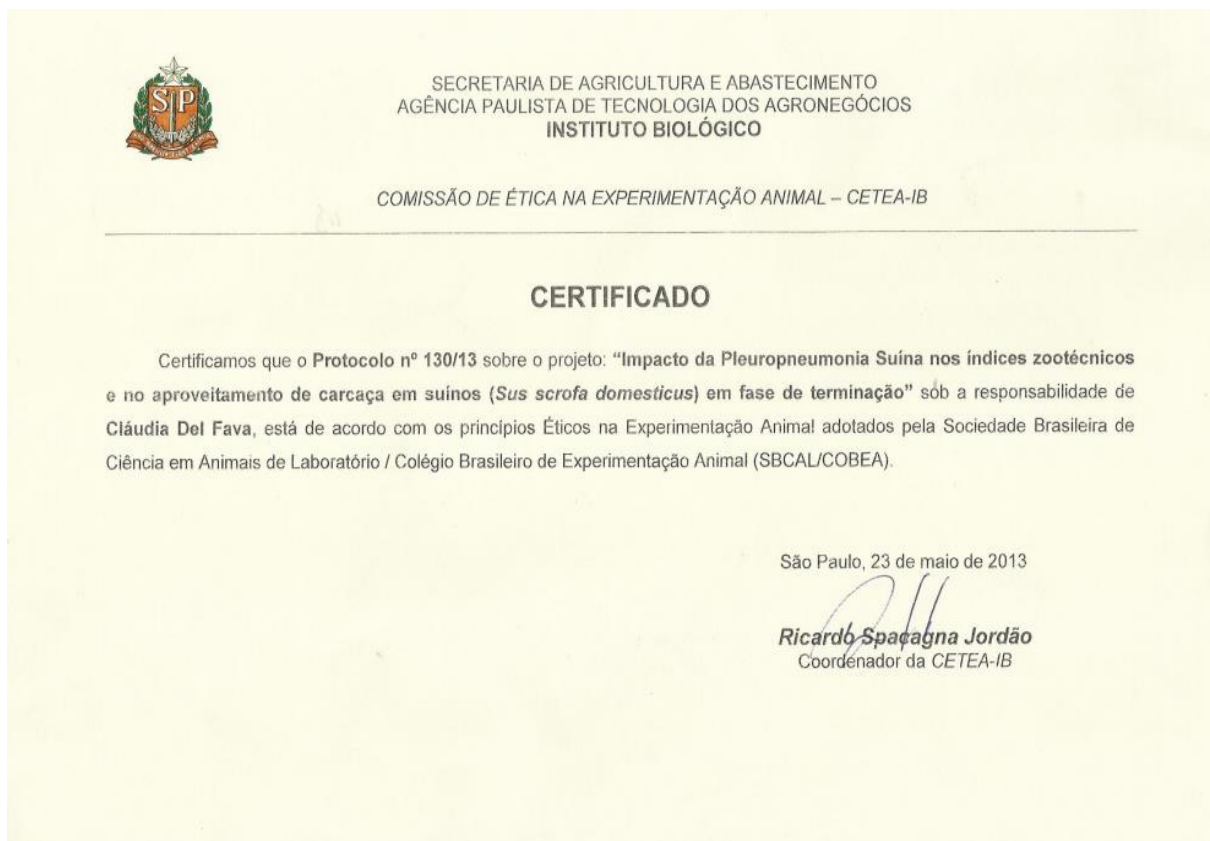 SP
SECRETARIA DE AGRICULTURA E ABASTECIMENTO
AGÊNCIA PAULISTA DE TECNOLOGIA DOS AGRONEGÓCIOS
INSTITUTO BIOLÓGICO
COMISSÃO DE ÉTICA NA EXPERIMENTAÇÃO ANIMAL – CETEA-IB
CERTIFICADO
Certificamos que o Protocolo nº 130/13 sobre o projeto: “Impacto da Pleuropneumonia Suína nos índices zootécnicos
e no aproveitamento de carcaça em suínos (Sus scrofa domesticus) em fase de terminação” sob a responsabilidade de
Cláudia Del Fava, está de acordo com os princípios Éticos na Experimentação Animal adotados pela Sociedade Brasileira de
Ciência em Animais de Laboratório / Colégio Brasileiro de Experimentação Animal (SBCAL/COBEA).
São Paulo, 23 de maio de 2013
Ricardo Spacagna Jordão
Coordenador da CETEA-IB